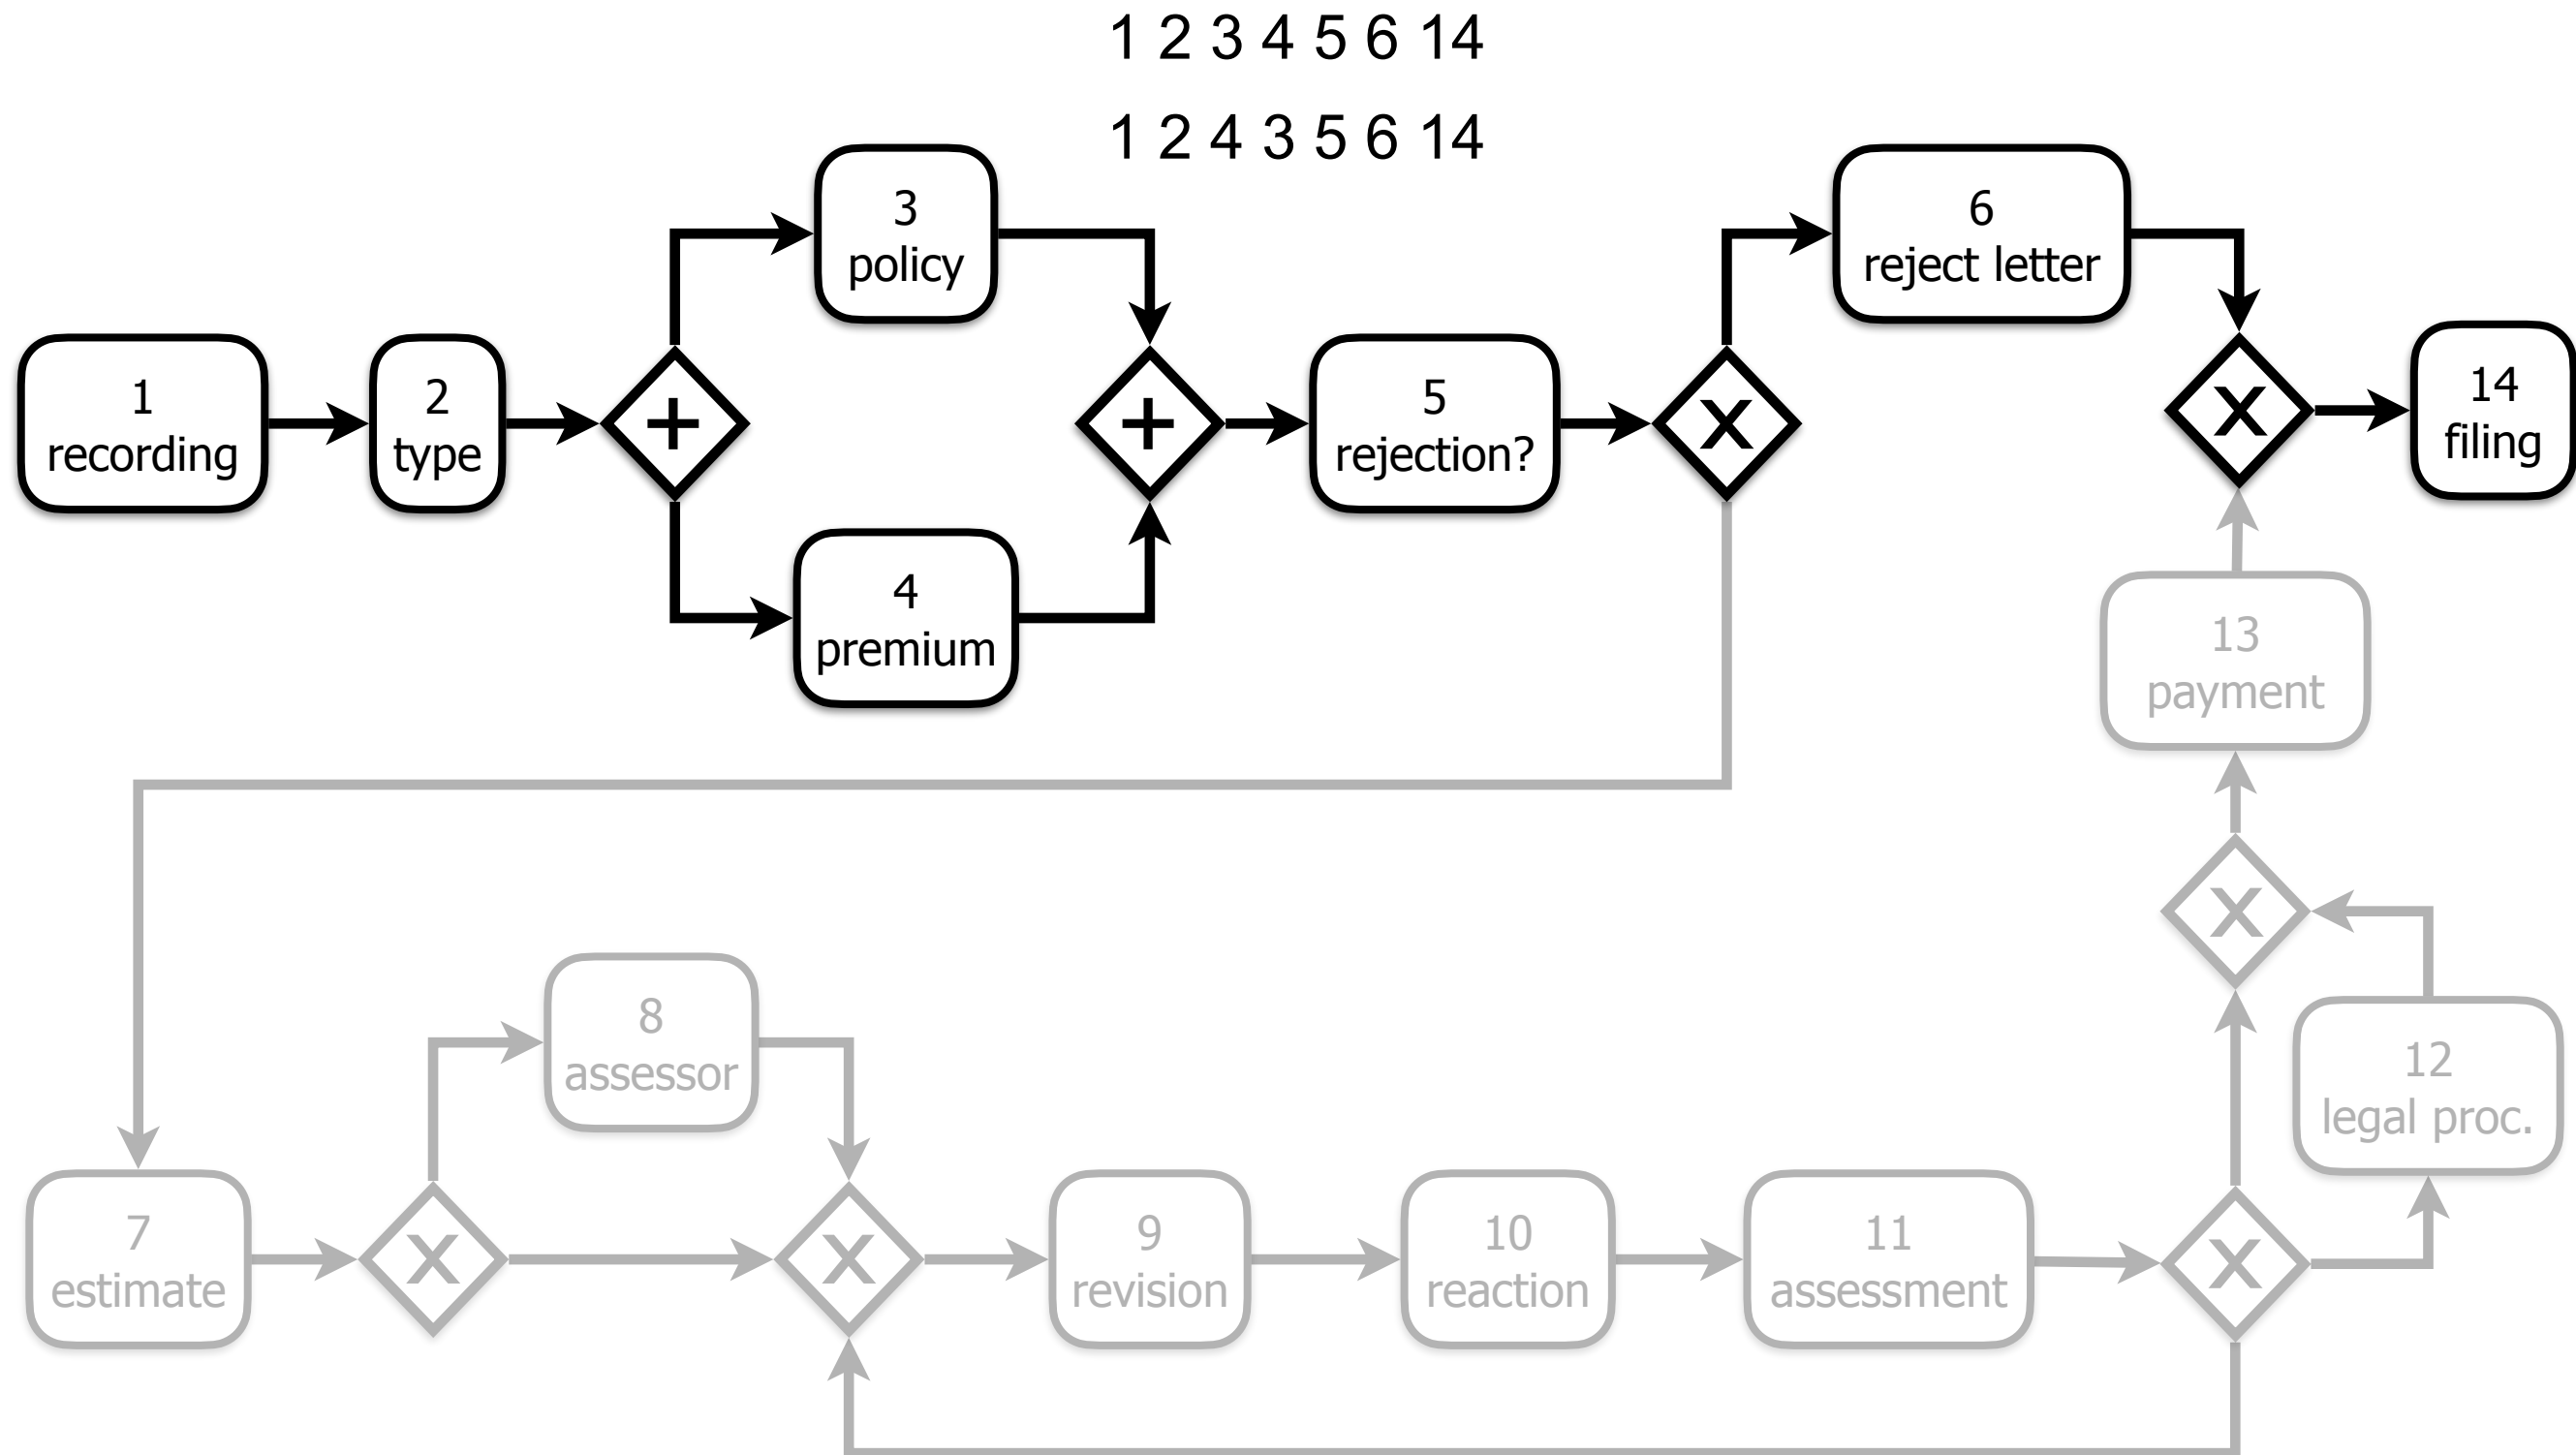 1 2 3 4 5 6 14
1 2 4 3 5 6 14
3
policy
6
reject letter
1
recording
2
type
+
+
5
rejection?
X
X
14
filing
4
premium
13
payment
X
8
assessor
12
legal proc.
7
estimate
X
X
9
revision
10
reaction
11
assessment
X